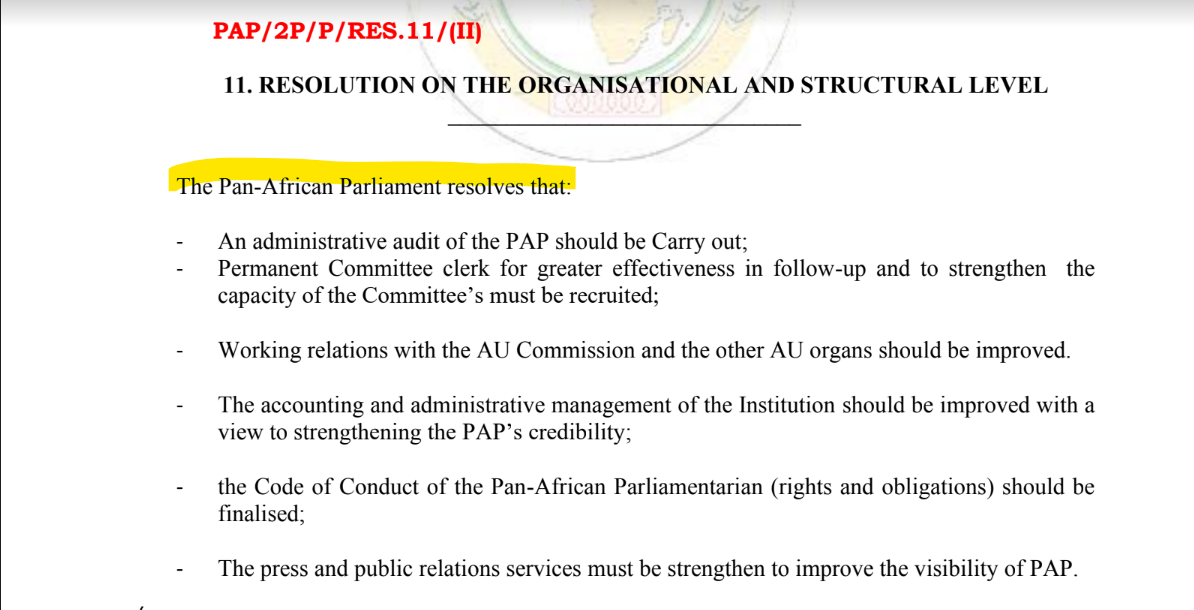 PAP/2P/P/RES.11/(II)
11. RESOLUTION ON THE ORGANISATIONAL AND STRUCTURAL LEVEL
The Pan-African Parliament resolves that:
- An administrative audit of the PAP should be Carry out;
- Permanent Committee clerk for greater effectiveness in follow-up and to strengthen the
capacity of the Committee’s must be recruited;
- Working relations with the AU Commission and the other AU organs should be improved.
- The accounting and administrative management of the Institution should be improved with a
view to strengthening the PAP’s credibility;
- the Code of Conduct of the Pan-African Parliamentarian (rights and obligations) should be
finalised;
- The press and public relations services must be strengthen to improve the visibility of PAP.